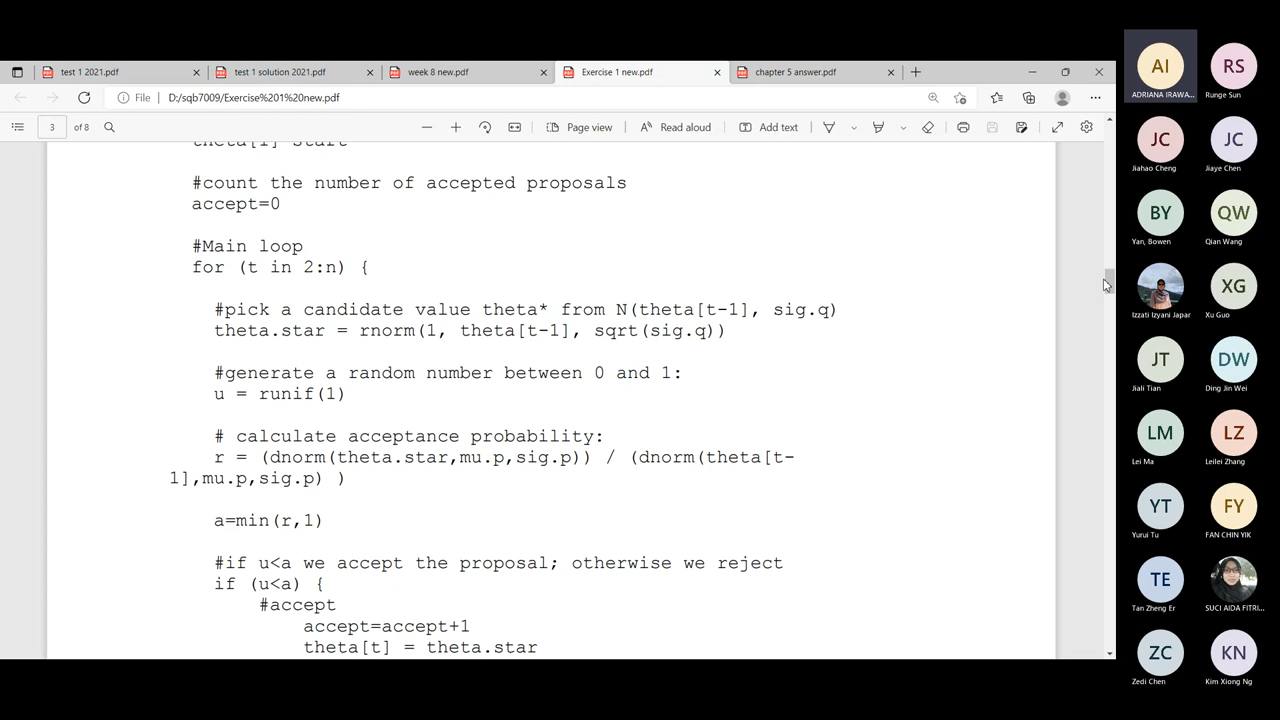 test 1 2021.pdf
test 1 solution 2021.pdf
week 8 new.pdf
Exercise 1 new.pdf
chapter 5 answer.pdf
File
D:/sqb7009/Exercise%201%20new.pdf
3 of 8
Page view
Read aloud
Add text
#count the number of accepted proposals
accept=0
#Main loop
for (t in 2:n) {
#pick a candidate value theta* from N(theta[t-1], sig.q)
theta.star = rnorm(1, theta[t-1], sqrt(sig.q))
#generate a random number between 0 and 1:
u = runif(1)
# calculate acceptance probability:
r = (dnorm(theta.star,mu.p,sig.p)) / (dnorm(theta[t-
1],mu.p,sig.p) )
a=min(r,1)
#if u<a we accept the proposal; otherwise we reject
if (u<a) {
#accept
accept=accept+1
theta[t] = theta.star
AI
ADRIANA IRAWA...
RS
Runge Sun
JC
Jiahao Cheng
JC
Jiaye Chen
BY
Yan, Bowen
QW
Qian Wang
Izzati Izyani Japar
XG
Xu Guo
JT
Jiali Tian
DW
Ding Jin Wei
LM
Lei Ma
LZ
Leilei Zhang
YT
Yurui Tu
FY
FAN CHIN YIK
TE
Tan Zheng Er
SUCI AIDA FITRI...
ZC
Zedi Chen
KN
Kim Xiong Ng